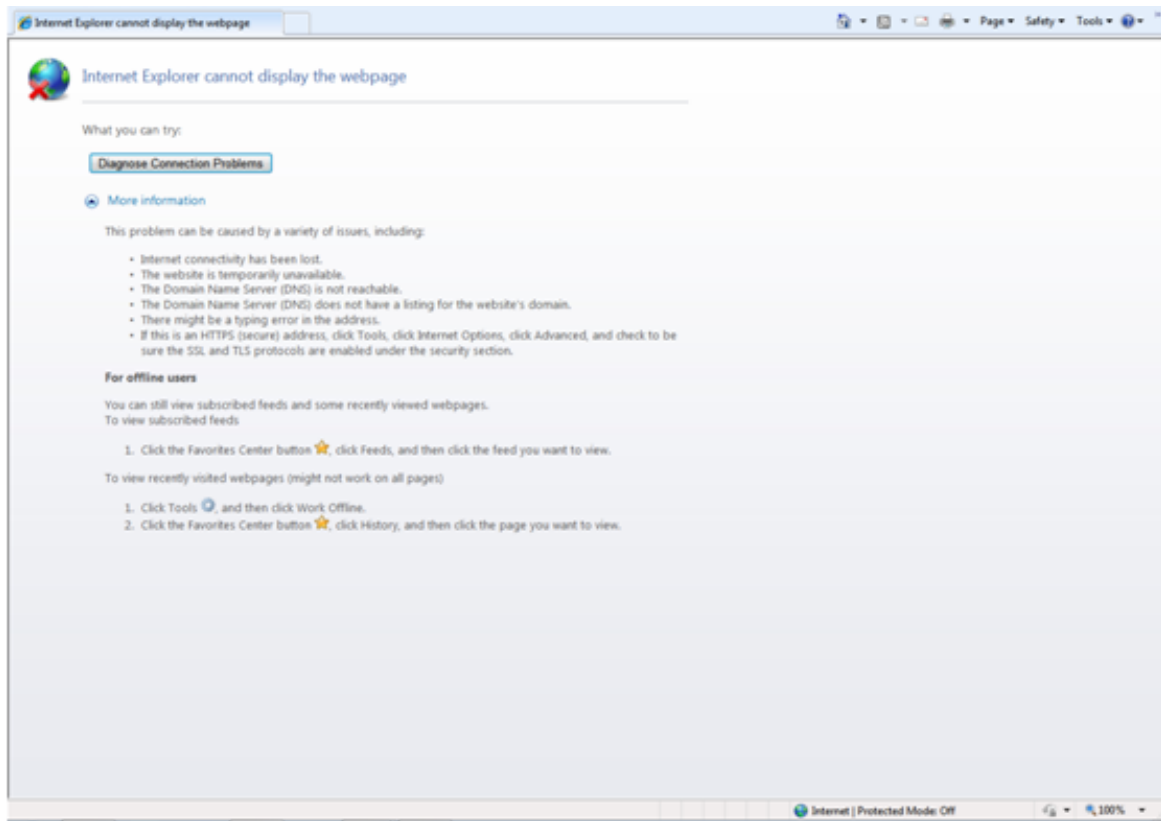 Internet Explorer cannot display the webpage
Page Safety Tools
Internet Explorer cannot display the webpage
What you can try:
Diagnose Connection Problems
More information
This problem can be caused by a variety of issues, including:
• Internet connectivity has been lost.
• The website is temporarily unavailable.
• The Domain Name Server (DNS) is not reachable.
• The Domain Name Server (DNS) does not have a listing for the website's domain.
• There might be a typing error in the address.
• If this is an HTTPS (secure) address, click Tools, click Internet Options, click Advanced, and check to be
sure the SSL and TLS protocols are enabled under the security section.
For offline users
You can still view subscribed feeds and some recently viewed webpages.
To view subscribed feeds
1. Click the Favorites Center button , click Feeds, and then click the feed you want to view.
To view recently visited webpages (might not work on all pages)
1. Click Tools , and then click Work Offline.
2. Click the Favorites Center button , click History, and then click the page you want to view.
Internet | Protected Mode: Off 100%